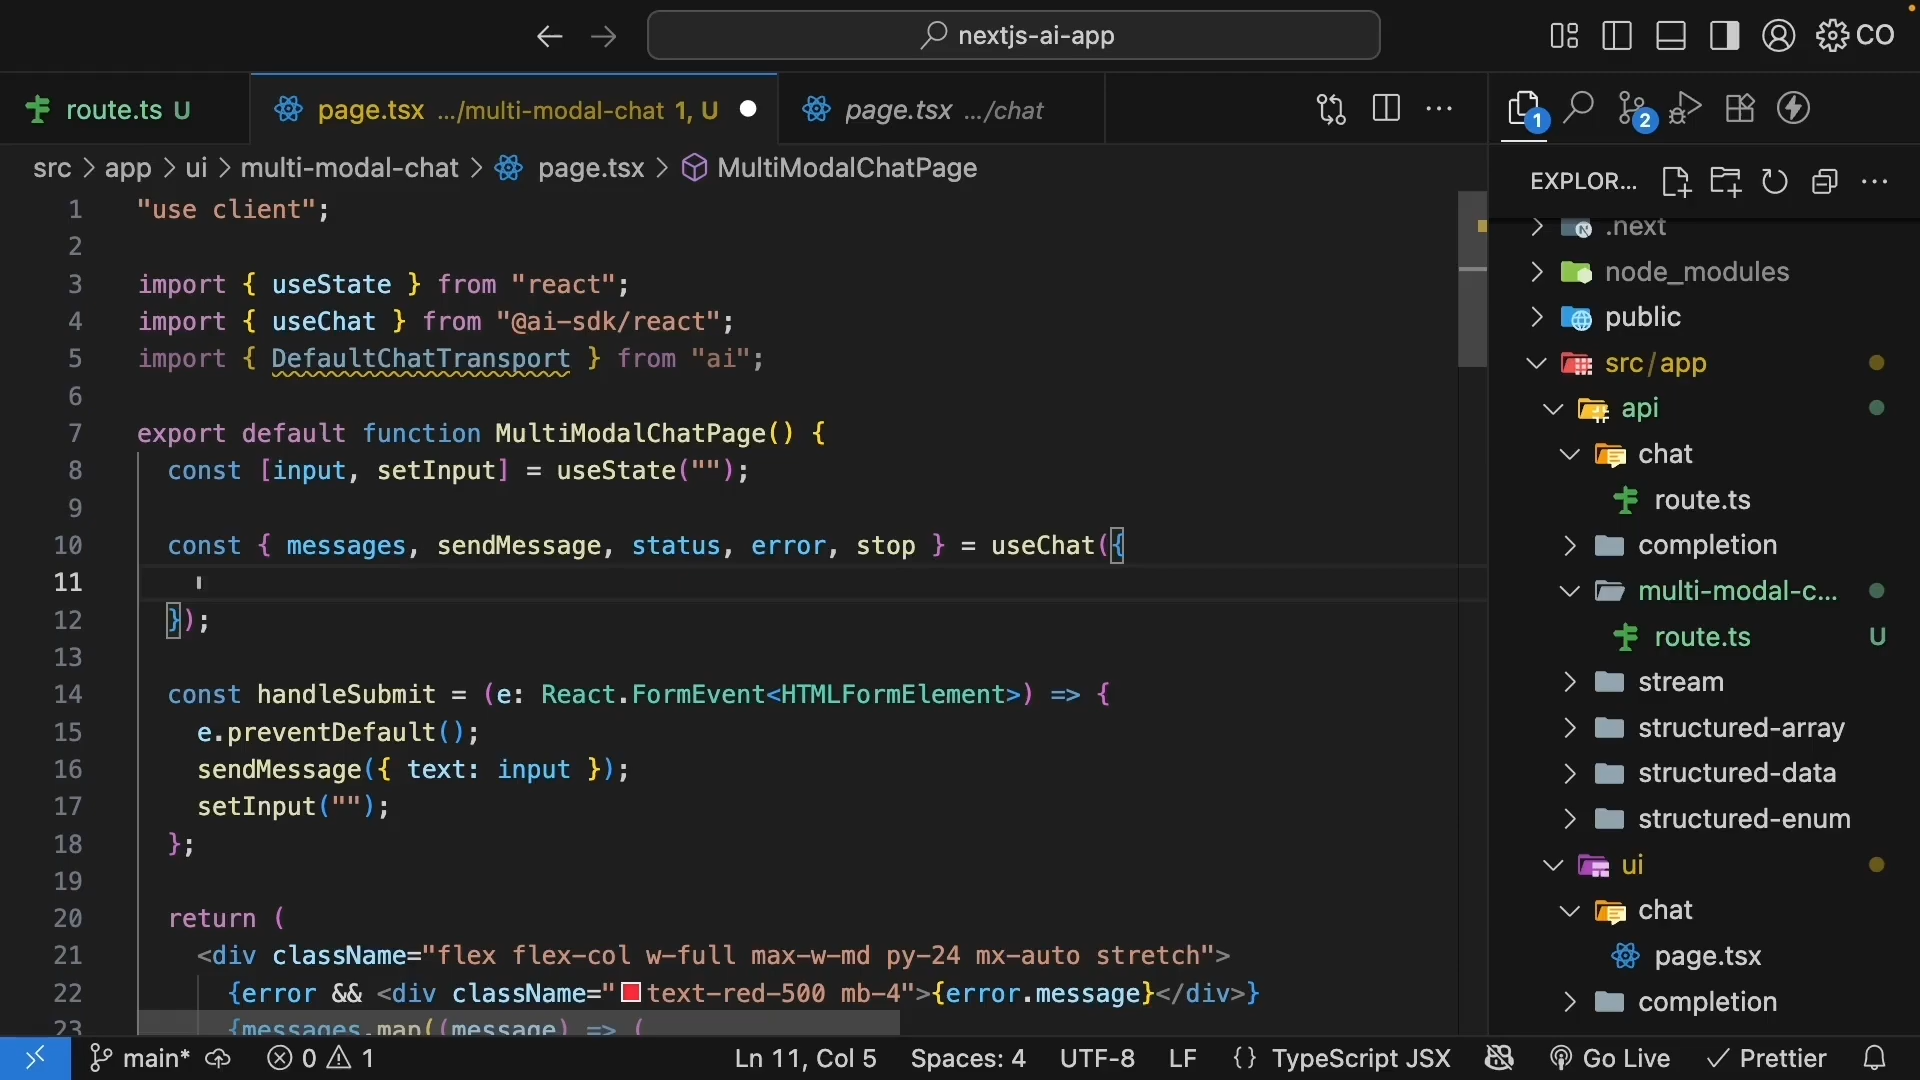 nextjs-ai-app
CO
route.ts U
page.tsx .../multi-modal-chat 1, U
page.tsx .../chat
1
2
src > app > ui > multi-modal-chat > page.tsx > MultiModalChatPage
EXPLOR...
1 "use client";
2
3 import { useState } from "react";
4 import { useChat } from "@ai-sdk/react";
5 import { DefaultChatTransport } from "ai";
6
7 export default function MultiModalChatPage() {
8 const [input, setInput] = useState("");
9
10 const { messages, sendMessage, status, error, stop } = useChat({
11
12 });
13
14 const handleSubmit = (e: React.FormEvent<HTMLFormElement>) => {
15 e.preventDefault();
16 sendMessage({ text: input });
17 setInput("");
18 };
19
20 return (
21 <div className="flex flex-col w-full max-w-md py-24 mx-auto stretch">
22 {error && <div className="text-red-500 mb-4">{error.message}</div>}
23 {messages.map((message) => (
.next
node_modules
public
src/app
api
chat
route.ts
completion
multi-modal-c...
route.ts U
stream
structured-array
structured-data
structured-enum
ui
chat
page.tsx
completion
main* 0 1 Ln 11, Col 5 Spaces: 4 UTF-8 LF {} TypeScript JSX Go Live Prettier